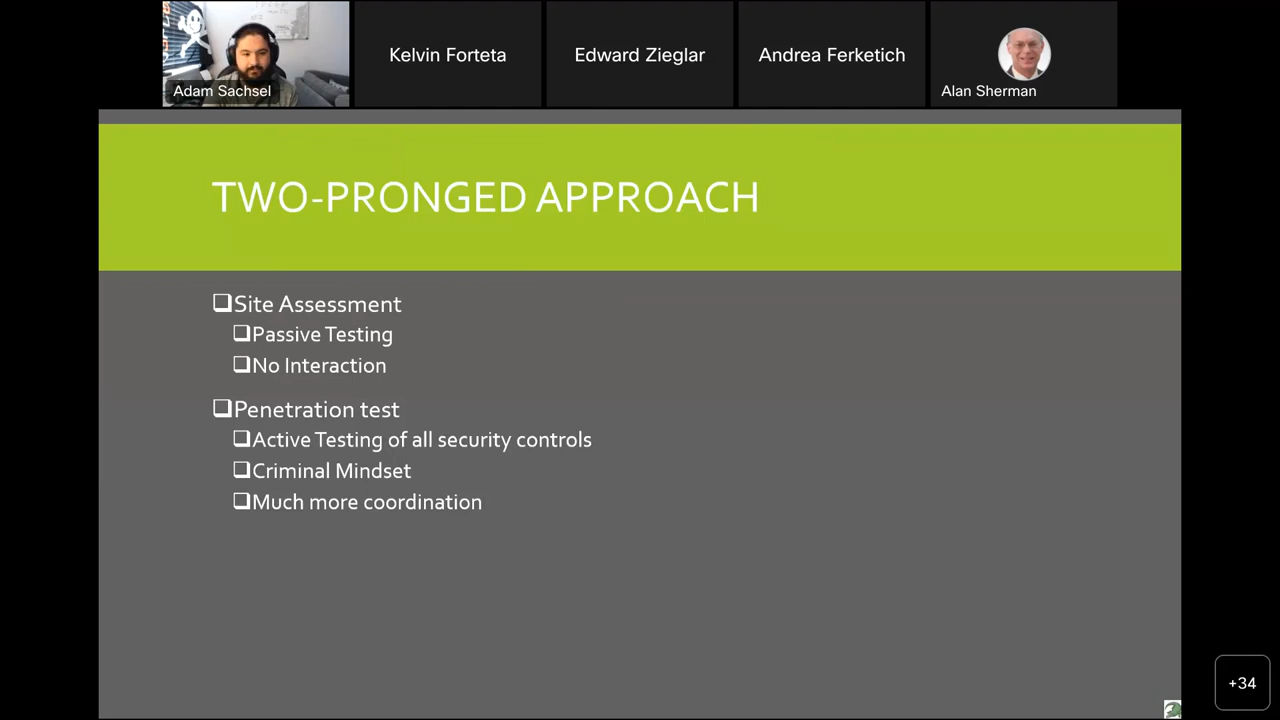 Adam Sachsel
Kelvin Forteta
Edward Zieglar
Andrea Ferketich
Alan Sherman
TWO-PRONGED APPROACH
❑Site Assessment
❑Passive Testing
❑No Interaction
❑Penetration test
❑Active Testing of all security controls
❑Criminal Mindset
❑Much more coordination
+34